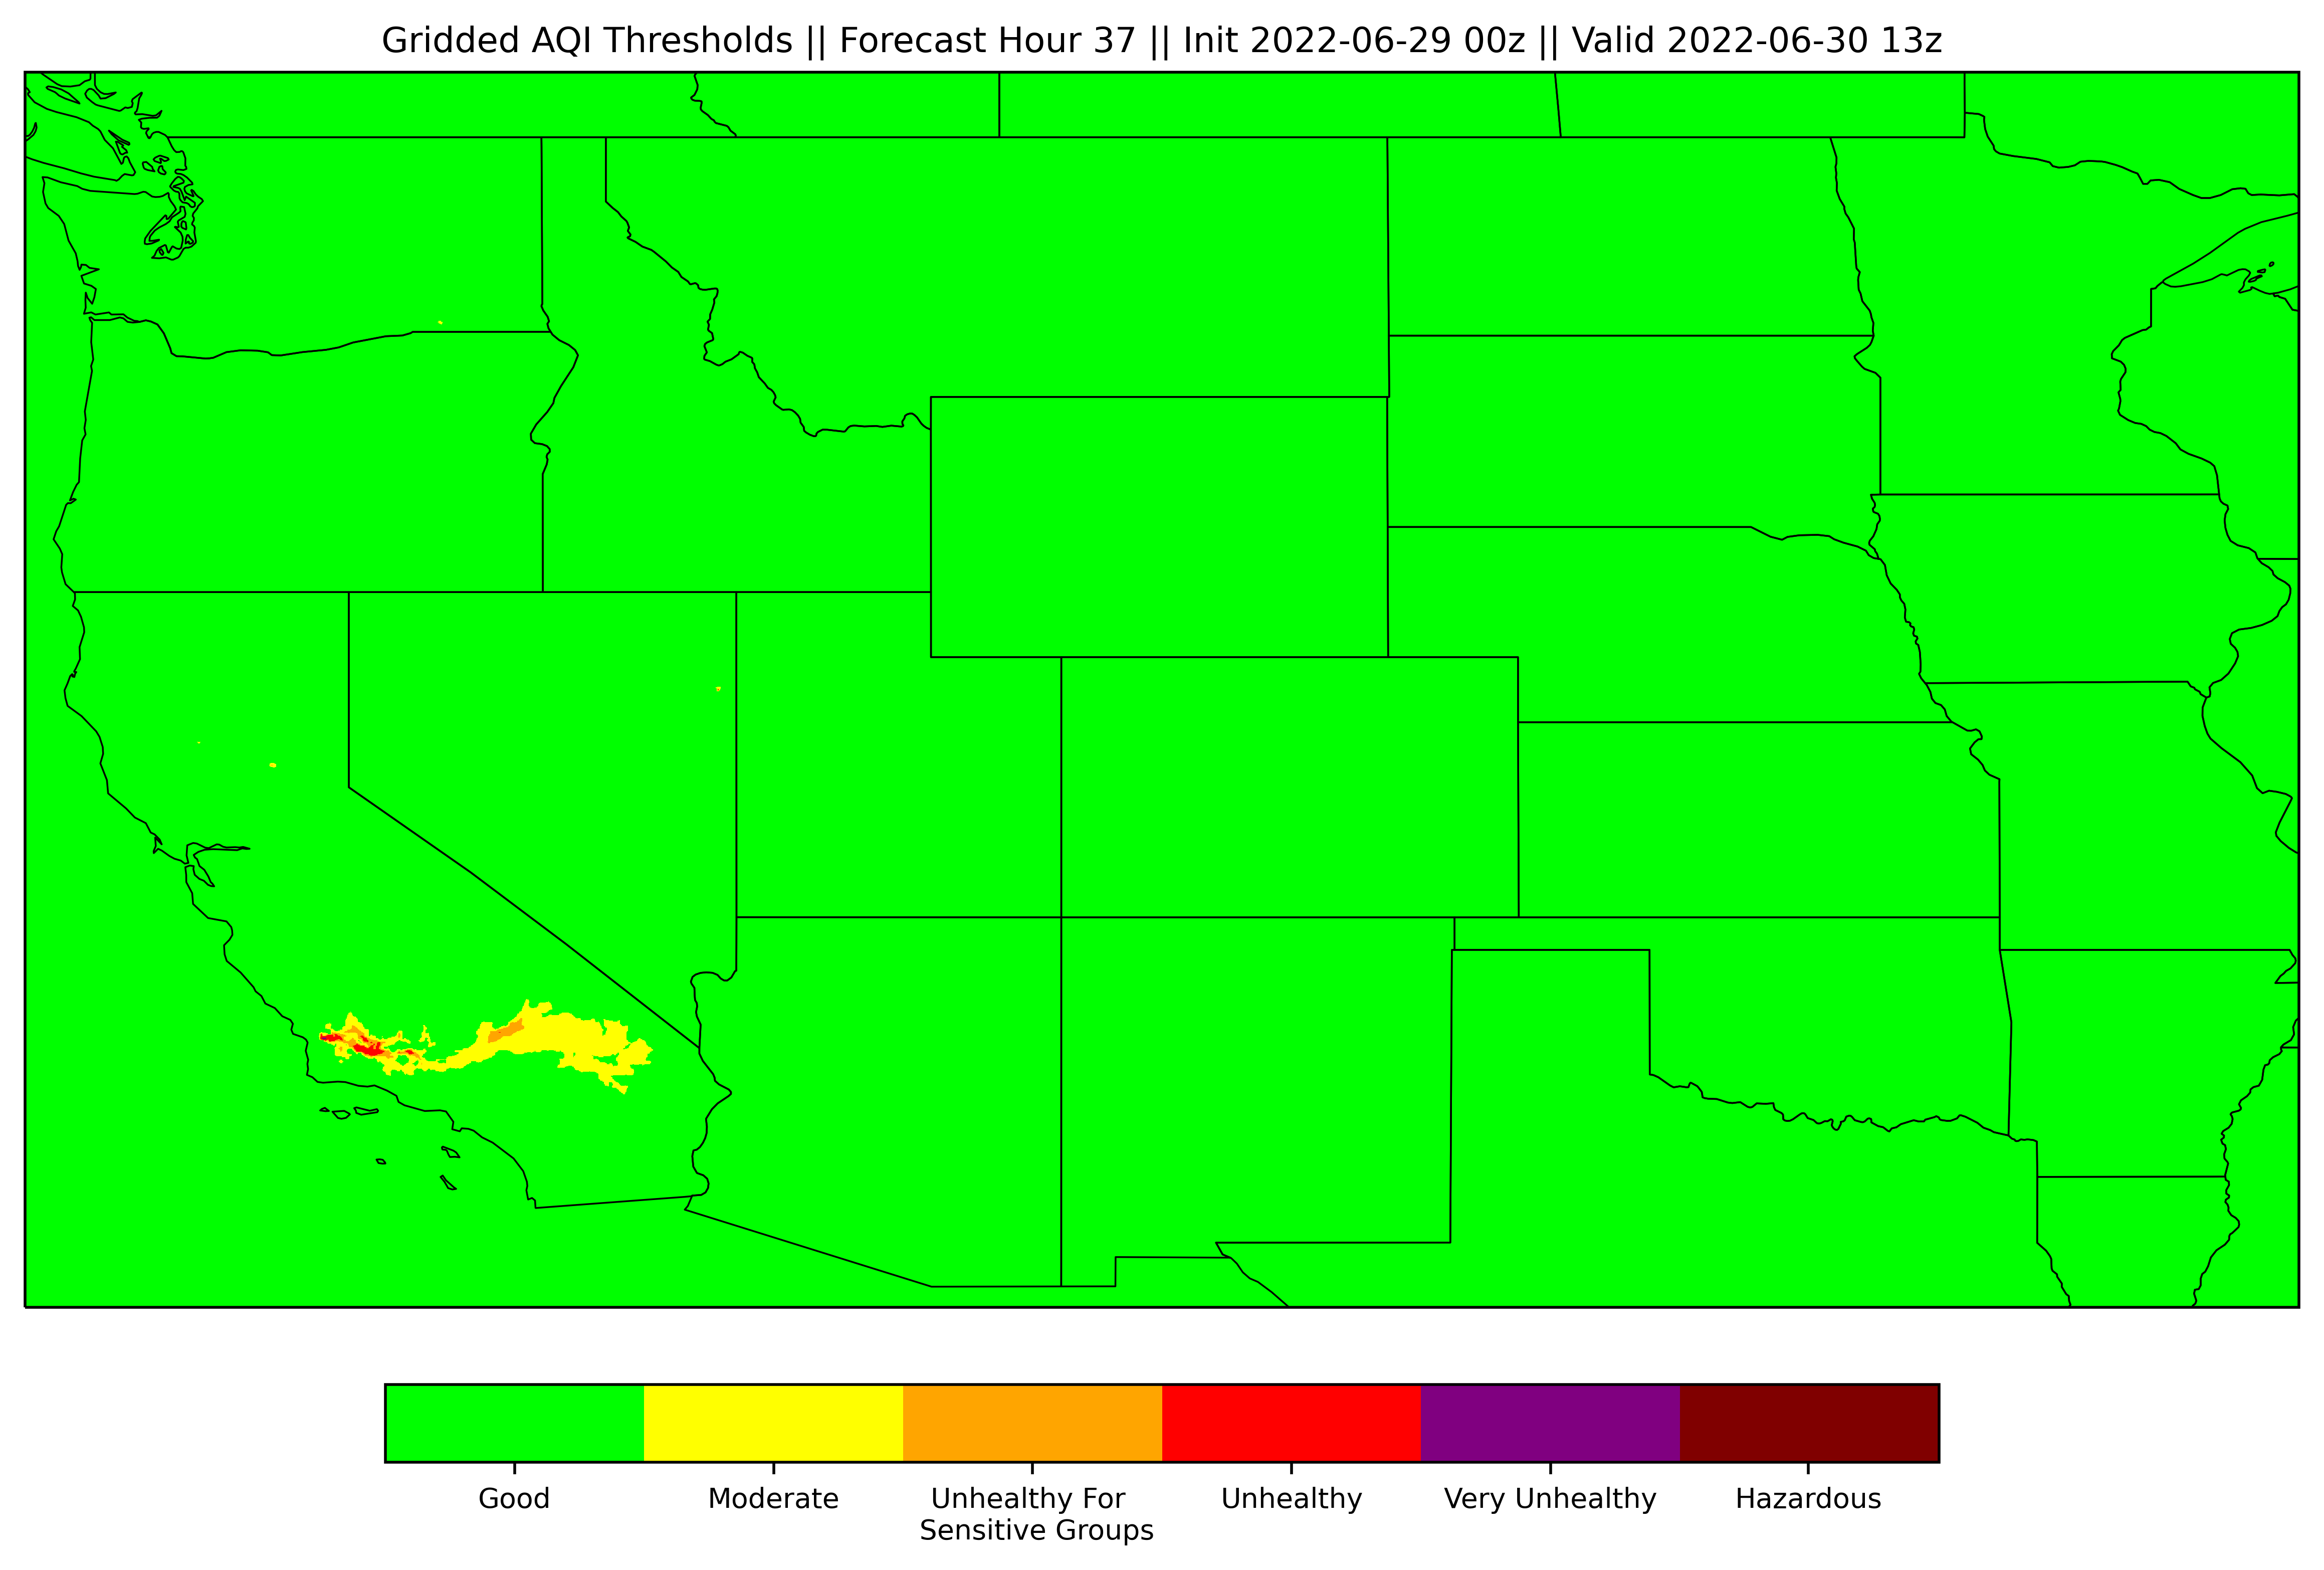 Gridded AQI Thresholds || Forecast Hour 37 || Init 2022-06-29 00z || Valid 2022-06-30 13z
Good
Moderate
Unhealthy For
Sensitive Groups
Unhealthy
Very Unhealthy
Hazardous